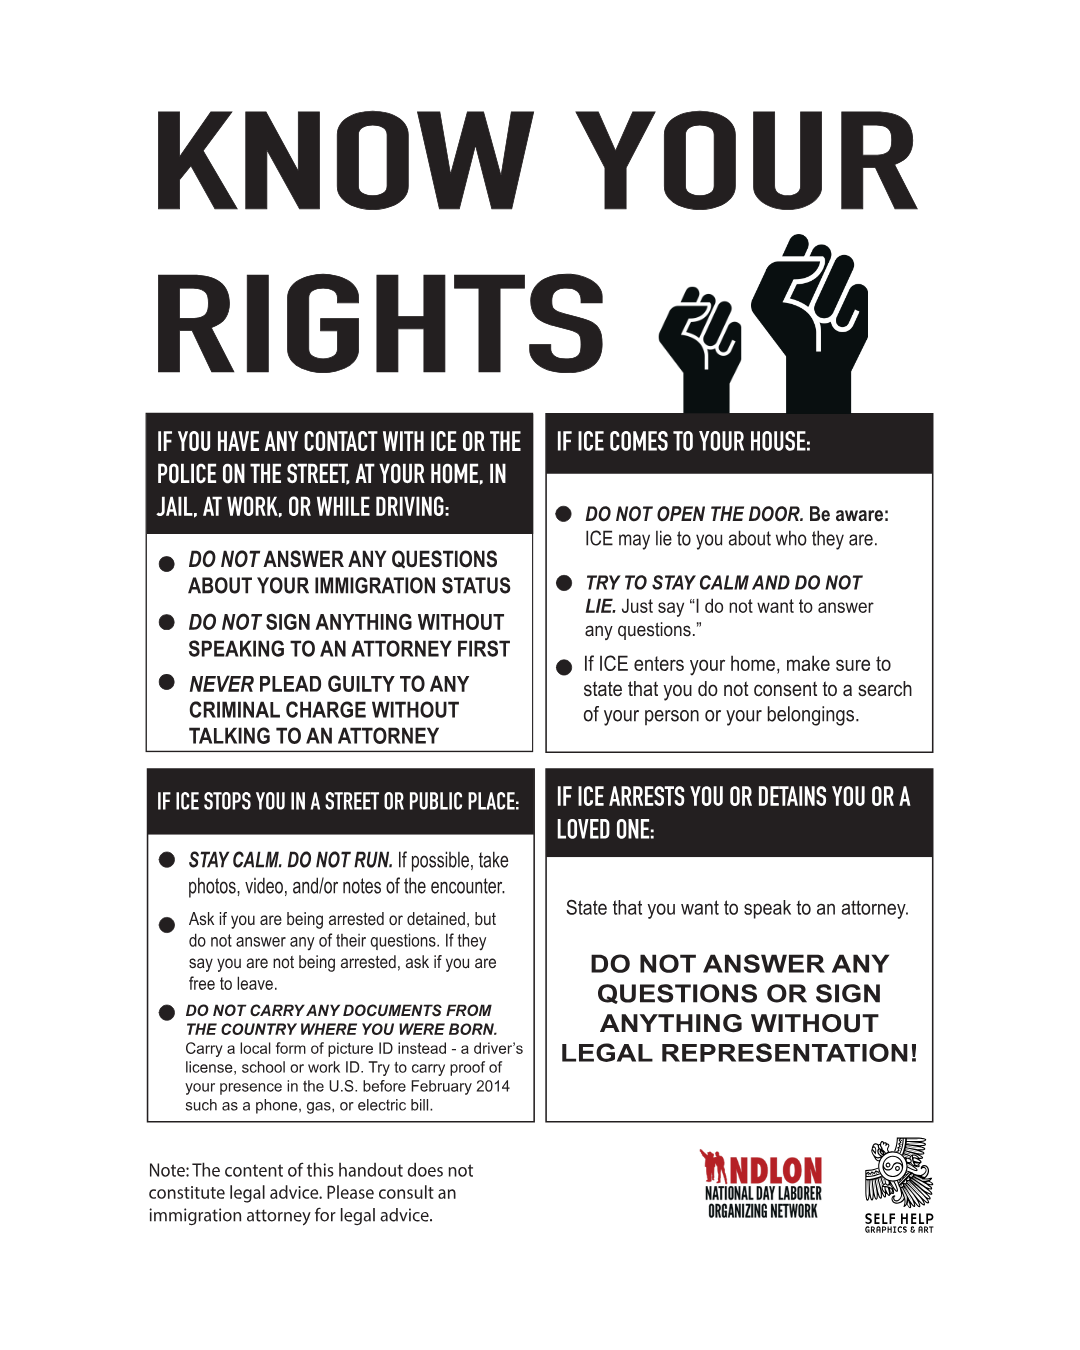 KNOW YOUR
RIGHTS
IF YOU HAVE ANY CONTACT WITH ICE OR THE
POLICE ON THE STREET, AT YOUR HOME, IN
JAIL, AT WORK, OR WHILE DRIVING:
● DO NOT ANSWER ANY QUESTIONS
ABOUT YOUR IMMIGRATION STATUS
● DO NOT SIGN ANYTHING WITHOUT
SPEAKING TO AN ATTORNEY FIRST
● NEVER PLEAD GUILTY TO ANY
CRIMINAL CHARGE WITHOUT
TALKING TO AN ATTORNEY
IF ICE COMES TO YOUR HOUSE:
● DO NOT OPEN THE DOOR. Be aware:
ICE may lie to you about who they are.
● TRY TO STAY CALM AND DO NOT
LIE. Just say “I do not want to answer
any questions.”
● If ICE enters your home, make sure to
state that you do not consent to a search
of your person or your belongings.
IF ICE STOPS YOU IN A STREET OR PUBLIC PLACE:
● STAY CALM. DO NOT RUN. If possible, take
photos, video, and/or notes of the encounter.
● Ask if you are being arrested or detained, but
do not answer any of their questions. If they
say you are not being arrested, ask if you are
free to leave.
● DO NOT CARRY ANY DOCUMENTS FROM
THE COUNTRY WHERE YOU WERE BORN.
Carry a local form of picture ID instead - a driver’s
license, school or work ID. Try to carry proof of
your presence in the U.S. before February 2014
such as a phone, gas, or electric bill.
IF ICE ARRESTS YOU OR DETAINS YOU OR A
LOVED ONE:
State that you want to speak to an attorney.
DO NOT ANSWER ANY
QUESTIONS OR SIGN
ANYTHING WITHOUT
LEGAL REPRESENTATION!
Note: The content of this handout does not
constitute legal advice. Please consult an
immigration attorney for legal advice.
NDLON
NATIONAL DAY LABORER
ORGANIZING NETWORK
SELF HELP
GRAPHICS & ART